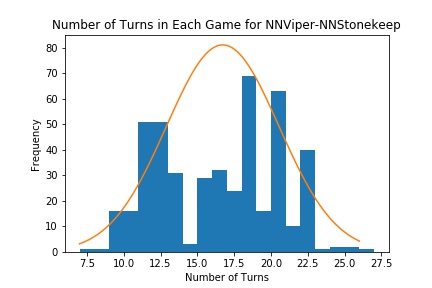 Number of Turns in Each Game for NNViper-NNStonekeep
80
70
60
50
40
30
20
10
0
Frequency
7.5 10.0 12.5 15.0 17.5 20.0 22.5 25.0 27.5
Number of Turns